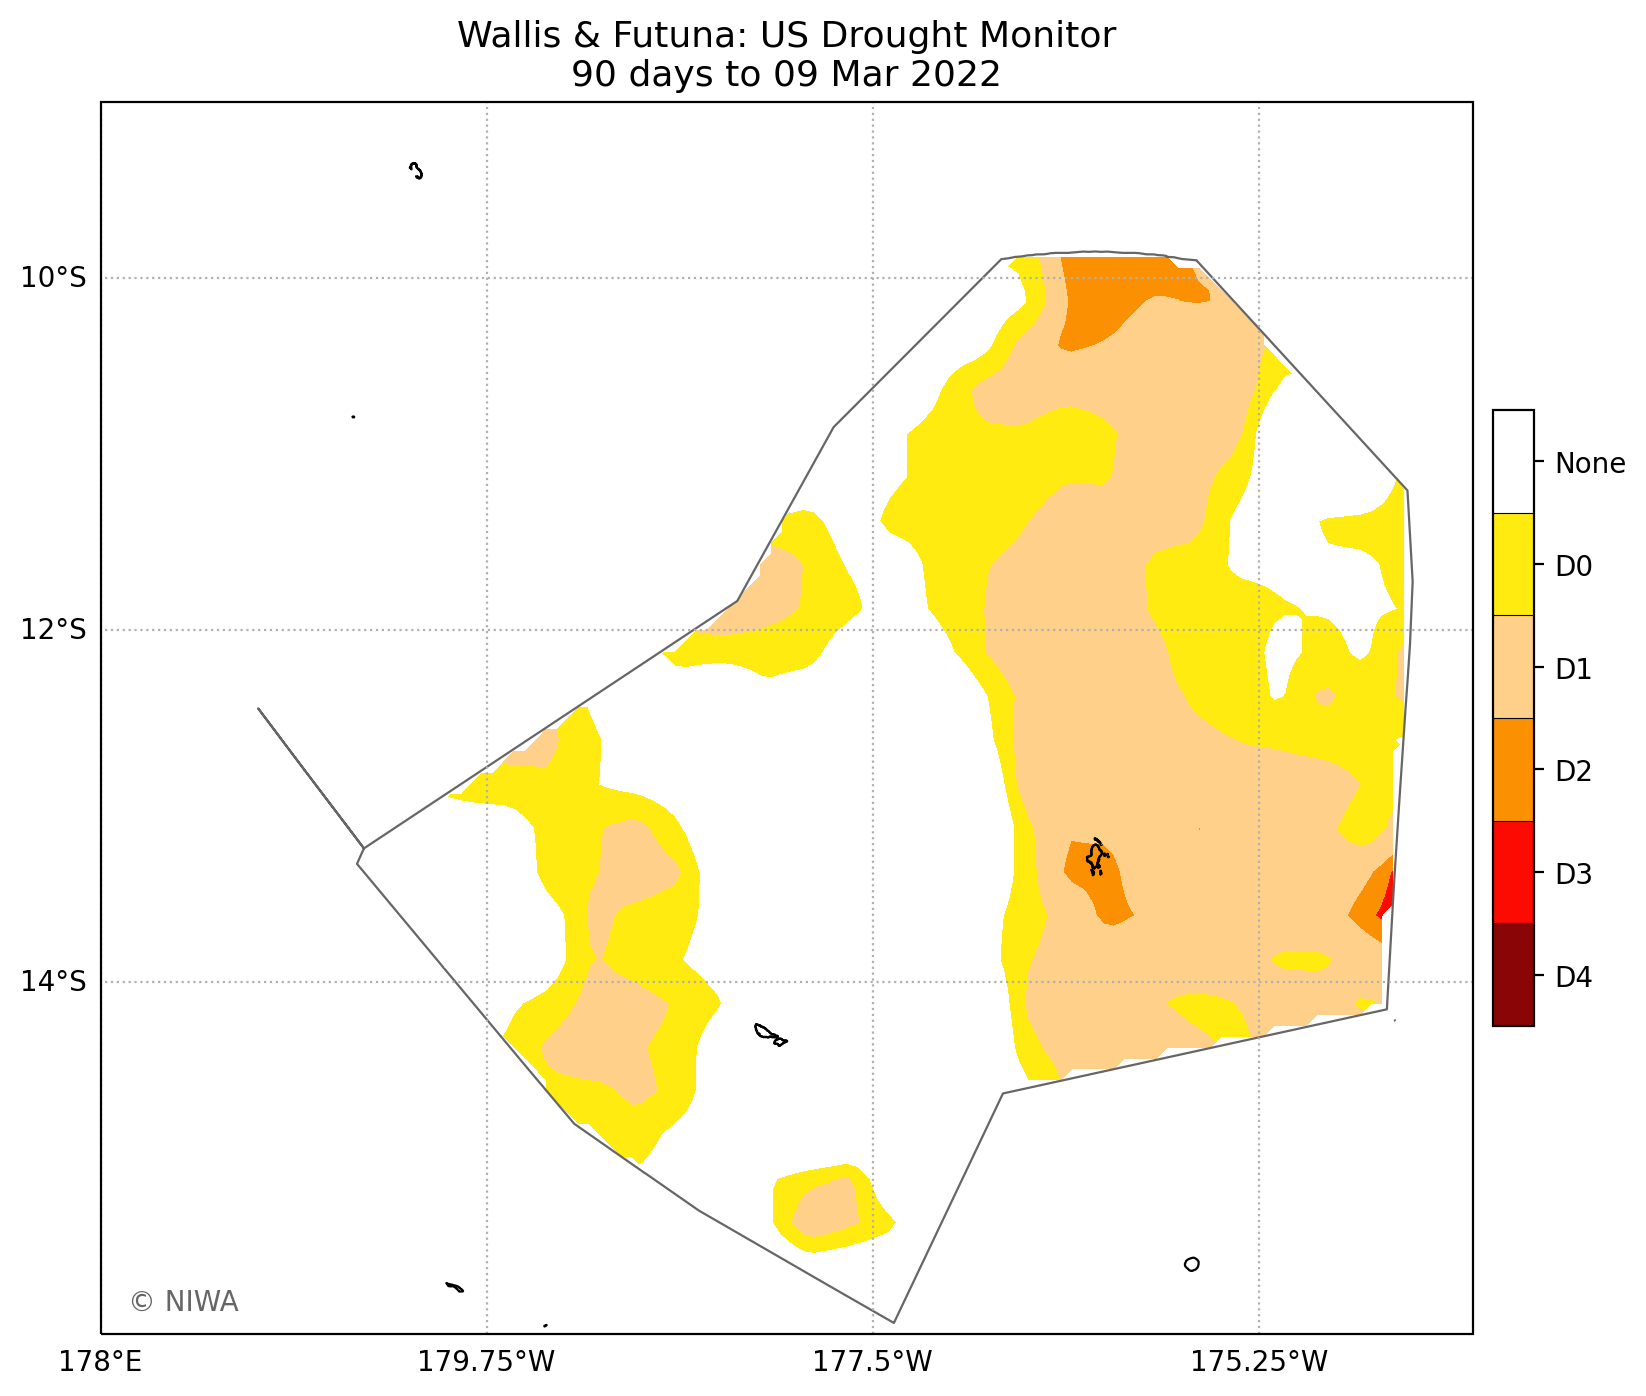 Wallis & Futuna: US Drought Monitor
90 days to 09 Mar 2022
10°S
12°S
14°S
None
D0
D1
D2
D3
D4
© NIWA
178°E
179.75°W
177.5°W
175.25°W